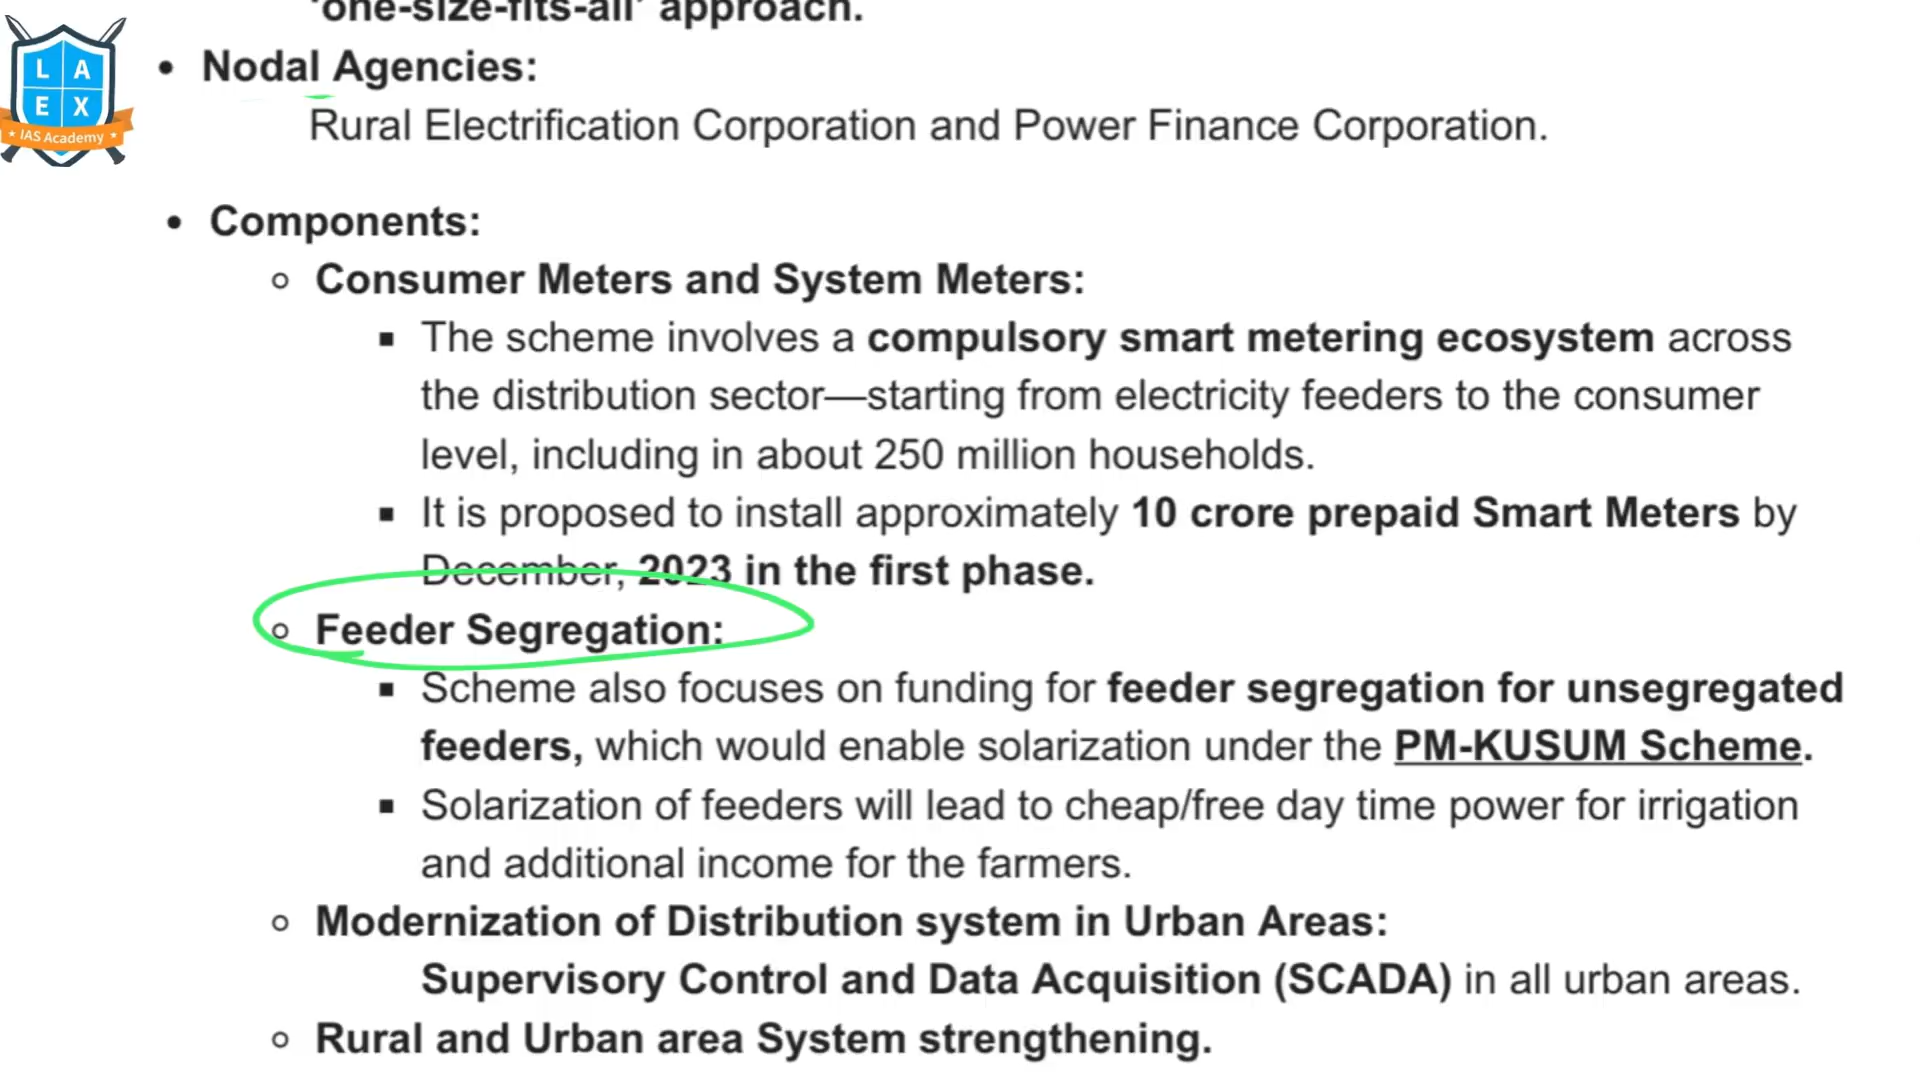 'one-size-fits-all' approach.
L A
E X
IAS Academy
• Nodal Agencies:
Rural Electrification Corporation and Power Finance Corporation.
• Components:
○ Consumer Meters and System Meters:
▪ The scheme involves a compulsory smart metering ecosystem across
the distribution sector—starting from electricity feeders to the consumer
level, including in about 250 million households.
▪ It is proposed to install approximately 10 crore prepaid Smart Meters by
December, 2023 in the first phase.
○ Feeder Segregation:
▪ Scheme also focuses on funding for feeder segregation for unsegregated
feeders, which would enable solarization under the PM-KUSUM Scheme.
▪ Solarization of feeders will lead to cheap/free day time power for irrigation
and additional income for the farmers.
○ Modernization of Distribution system in Urban Areas:
Supervisory Control and Data Acquisition (SCADA) in all urban areas.
○ Rural and Urban area System strengthening.